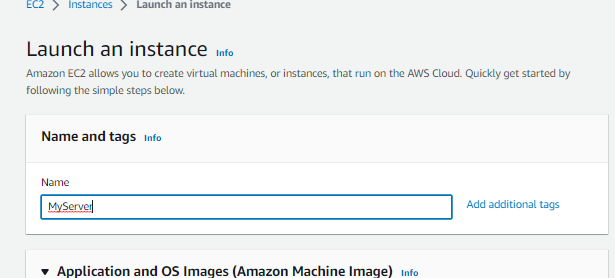 EC2 > Instances > Launch an instance
Launch an instance Info
Amazon EC2 allows you to create virtual machines, or instances, that run on the AWS Cloud. Quickly get started by
following the simple steps below.
Name and tags Info
Name
MyServer Add additional tags
▼ Application and OS Images (Amazon Machine Image) Info